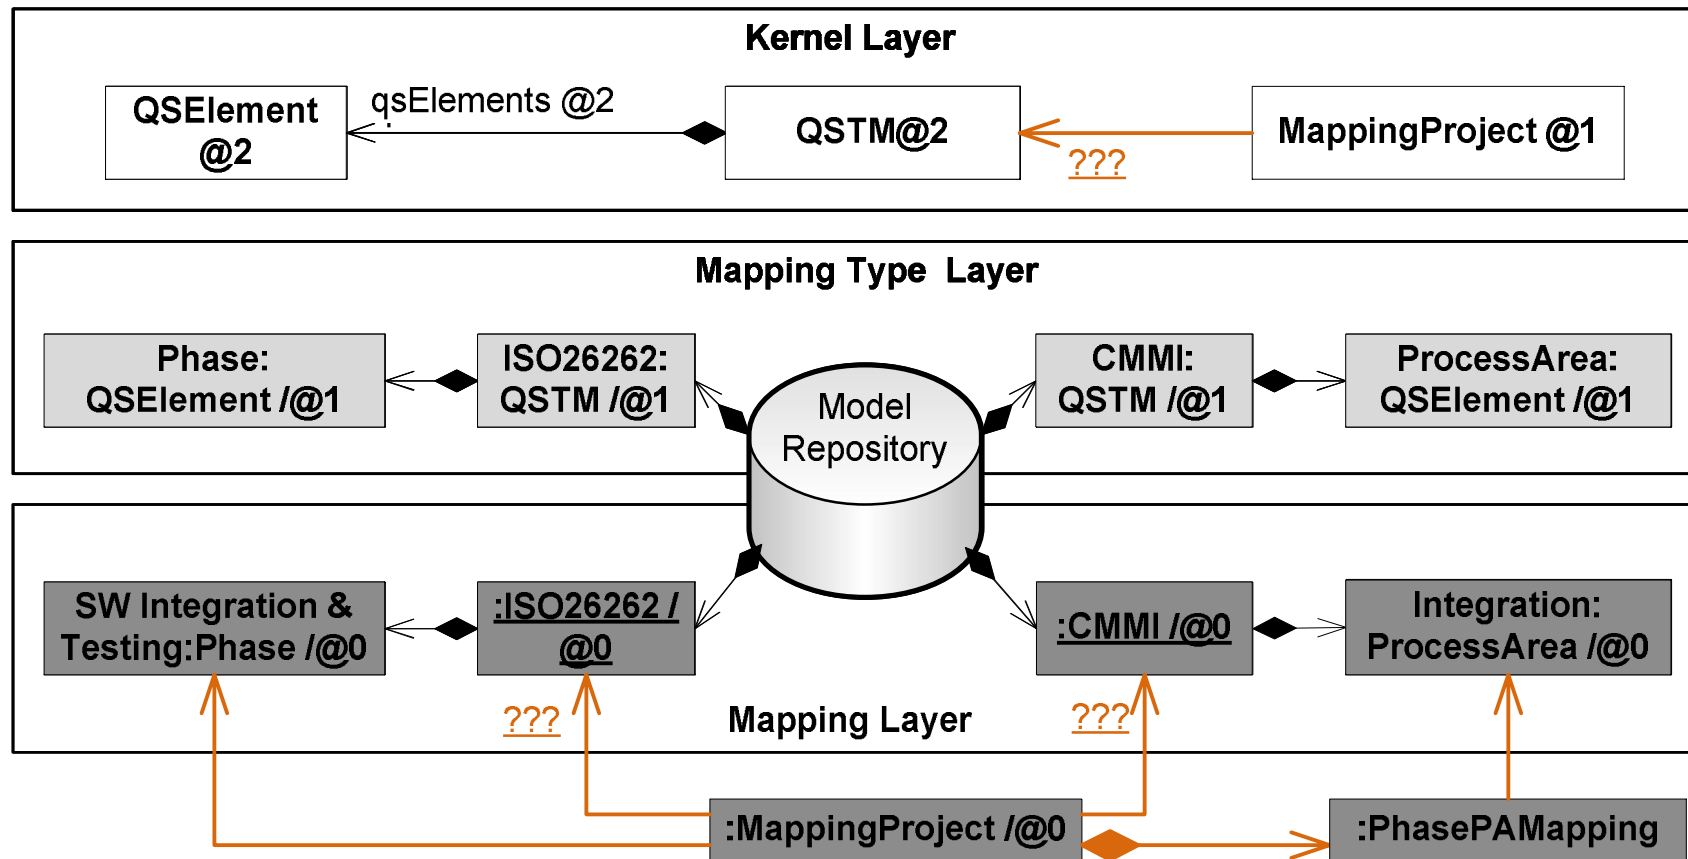 Kernel Layer
QSElement
@2
qsElements @2
QSTM@2
???
MappingProject @1
Mapping Type Layer
Phase:
QSElement /@1
ISO26262:
QSTM /@1
Model
Repository
CMMI:
QSTM /@1
ProcessArea:
QSElement /@1
SW Integration &
Testing:Phase /@0
:ISO26262 /
@0
:CMMI /@0
Integration:
ProcessArea /@0
???
Mapping Layer
???
:MappingProject /@0
:PhasePAMapping